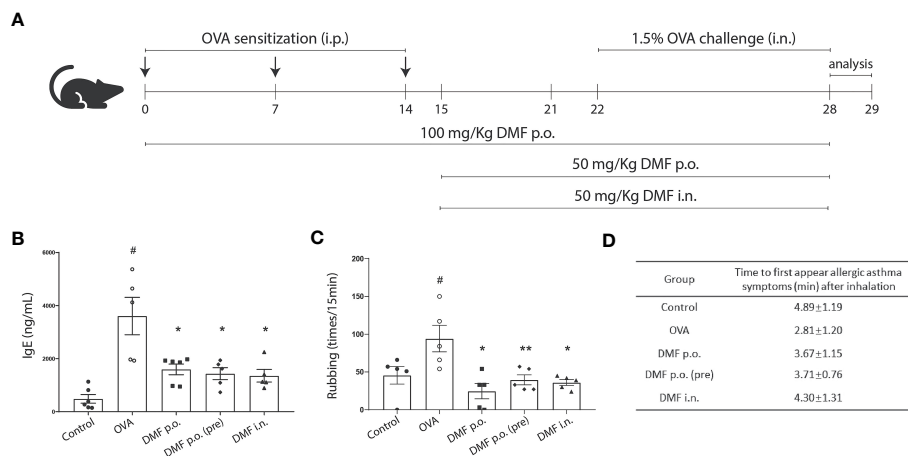 A
OVA sensitization (i.p.)
1.5% OVA challenge (i.n.)
analysis
0 7 14 15 21 22 28 29
100 mg/Kg DMF p.o.
50 mg/Kg DMF p.o.
50 mg/Kg DMF i.n.
B
IgE (ng/mL)
6000
4000
2000
0
#
* * *
Control OVA DMF p.o. DMF p.o. (pre) DMF i.n.
C
Rubbing (times/15min)
200
150
100
50
0
#
* ** *
Control OVA DMF p.o. DMF p.o. (pre) DMF i.n.
D
Group Time to first appear allergic asthma
symptoms (min) after inhalation
Control 4.89±1.19
OVA 2.81±1.20
DMF p.o. 3.67±1.15
DMF p.o. (pre) 3.71±0.76
DMF i.n. 4.30±1.31